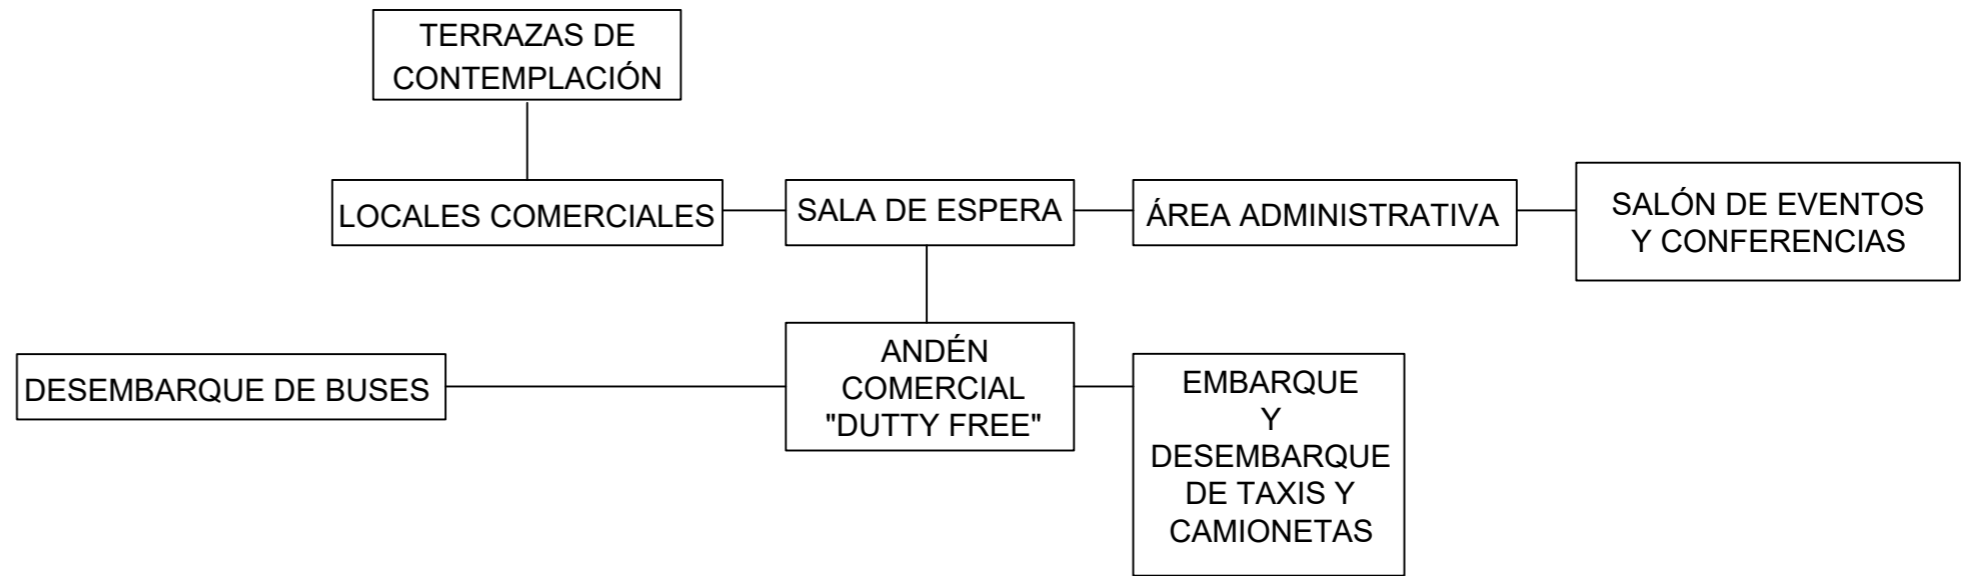 TERRAZAS DE
CONTEMPLACIÓN
LOCALES COMERCIALES
SALA DE ESPERA
ÁREA ADMINISTRATIVA
SALÓN DE EVENTOS
Y CONFERENCIAS
DESEMBARQUE DE BUSES
ANDÉN
COMERCIAL
"DUTTY FREE"
EMBARQUE
Y
DESEMBARQUE
DE TAXIS Y
CAMIONETAS